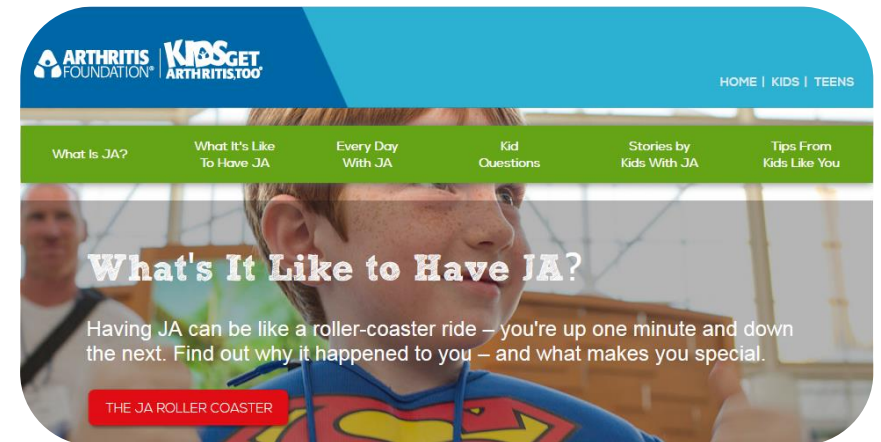 ARTHRITIS
FOUNDATION®
KIDS GET
ARTHRITIS, TOO®
HOME | KIDS | TEENS
What Is JA?
What It's Like
To Have JA
Every Day
With JA
Kid
Questions
Stories by
Kids With JA
Tips From
Kids Like You
What's It Like to Have JA?
Having JA can be like a roller-coaster ride – you're up one minute and down
the next. Find out why it happened to you – and what makes you special.
THE JA ROLLER COASTER